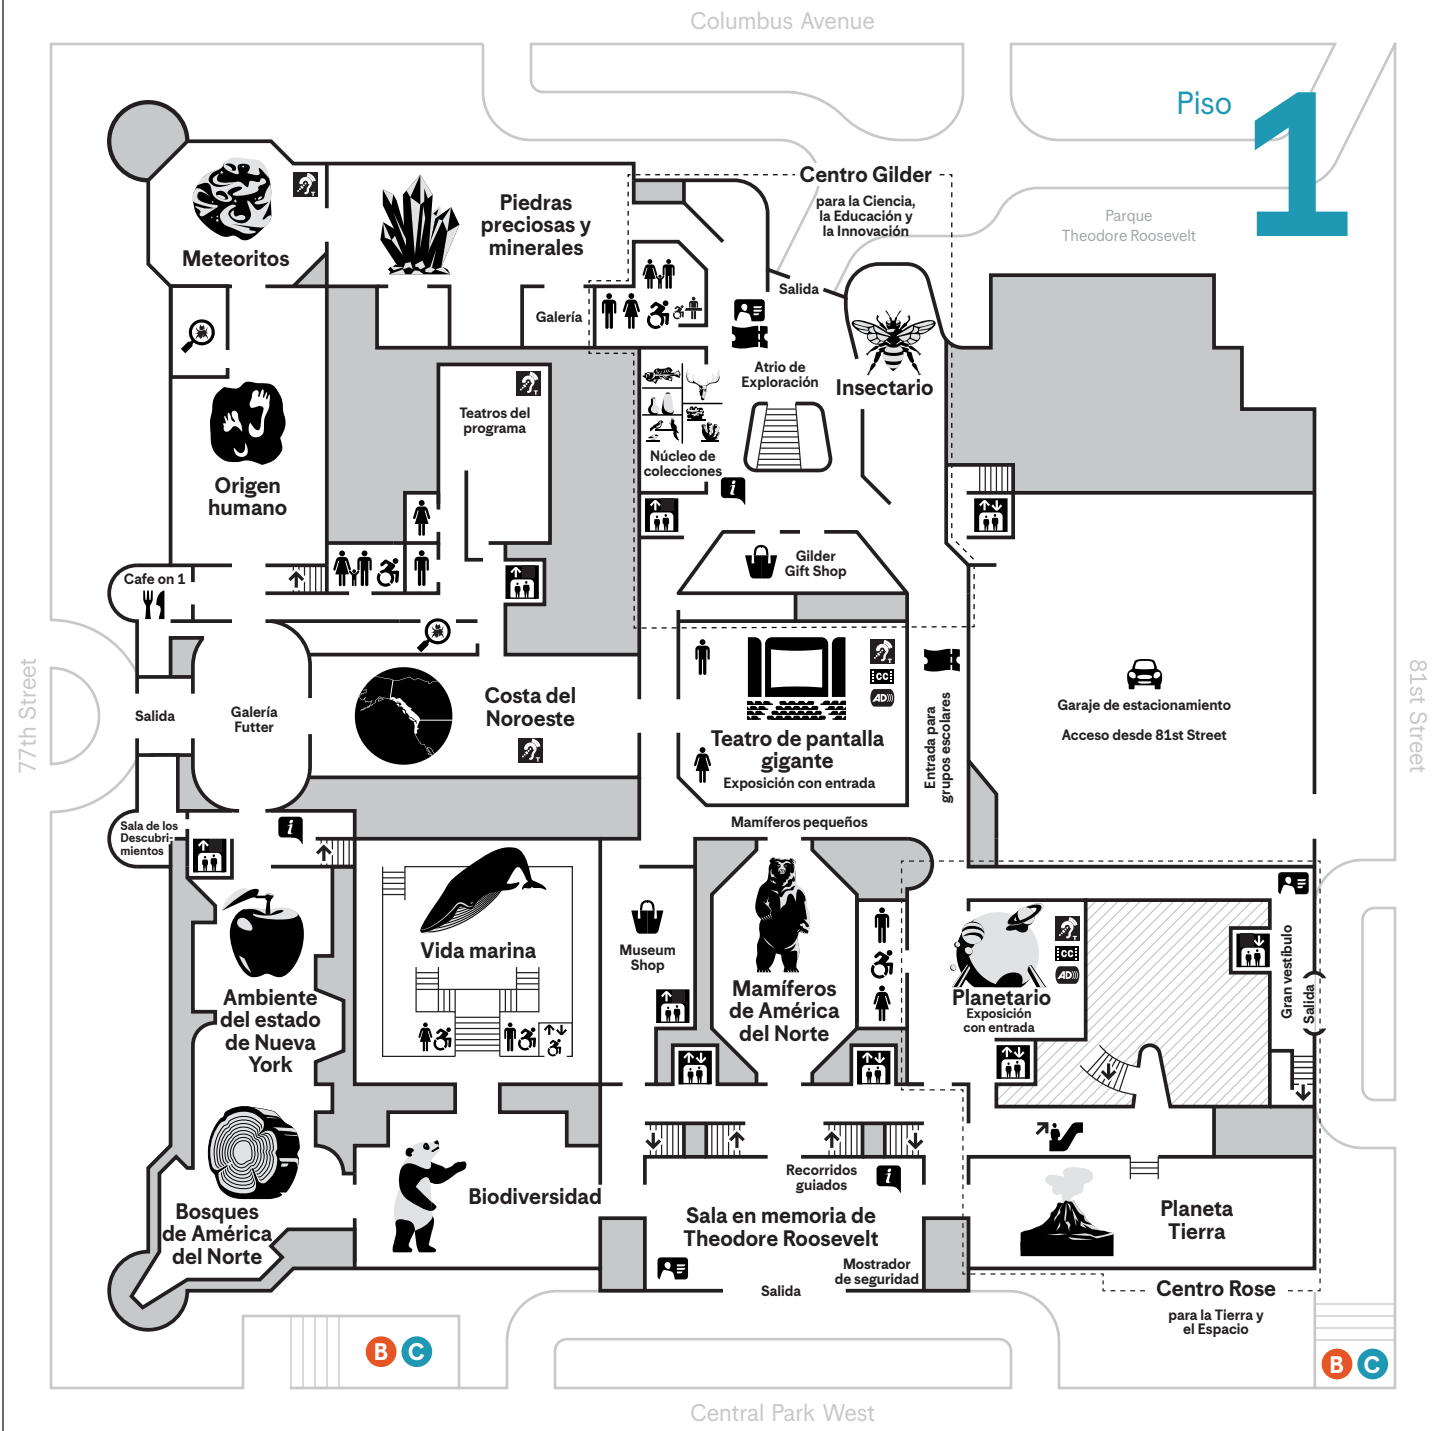 Columbus Avenue
Piso
1
Centro Gilder
para la Ciencia,
la Educación y
la Innovación
Parque
Theodore Roosevelt
Piedras
preciosas y
minerales
Meteoritos
Salida
Galería
Atrio de
Exploración
Insectario
Teatros del
programa
Núcleo de
colecciones
i
Origen
humano
Gilder
Gift Shop
Cafe on 1
77th Street
81st Street
Salida
Galería
Futter
Costa del
Noroeste
CC
AD
Teatro de pantalla
gigante
Exposición con entrada
Entrada para
grupos escolares
Garaje de estacionamiento
Acceso desde 81st Street
Mamíferos pequeños
Sala de los
Descubri-
mientos
i
Vida marina
Museum
Shop
Ambiente
del estado
de Nueva
York
Mamíferos
de América
del Norte
CC
AD
Planetario
Exposición
con entrada
Gran vestíbulo
Salida
Recorridos
guiados
i
Biodiversidad
Bosques
de América
del Norte
Sala en memoria de
Theodore Roosevelt
Mostrador
de seguridad
Salida
Planeta
Tierra
Centro Rose
para la Tierra y
el Espacio
B C
B C
Central Park West